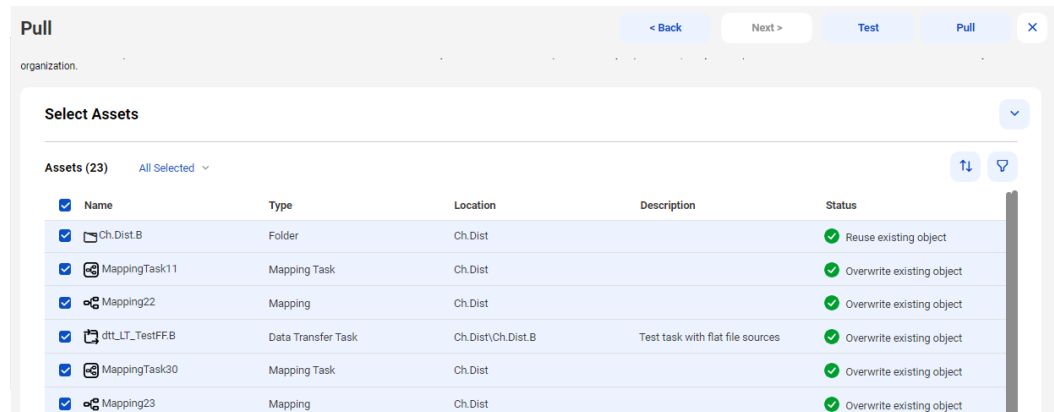 Pull
< Back
Next >
Test
Pull
organization.
Select Assets
Assets (23) All Selected
Name Type Location Description Status
Ch.Dist.B Folder Ch.Dist Reuse existing object
MappingTask11 Mapping Task Ch.Dist Overwrite existing object
Mapping22 Mapping Ch.Dist Overwrite existing object
dtt_LT_TestFF.B Data Transfer Task Ch.Dist\Ch.Dist.B Test task with flat file sources Overwrite existing object
MappingTask30 Mapping Task Ch.Dist Overwrite existing object
Mapping23 Mapping Ch.Dist Overwrite existing object